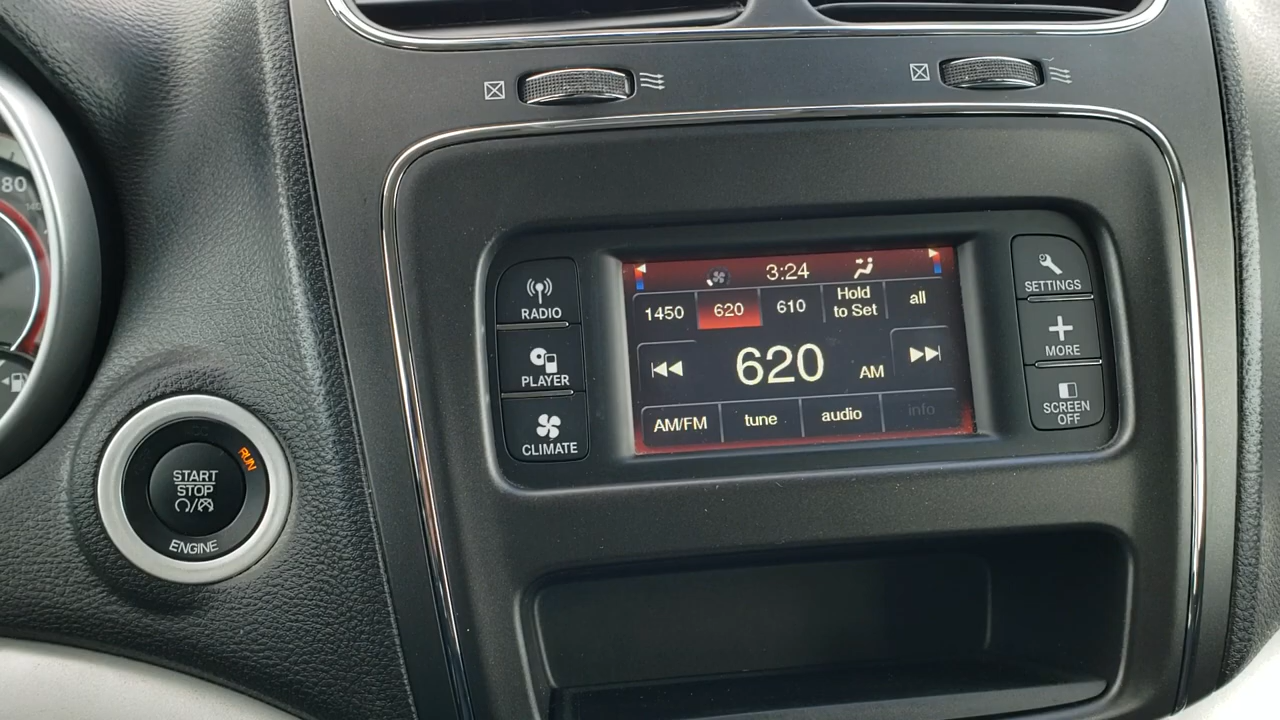 80
RADIO
PLAYER
CLIMATE
3:24
1450 620 610 Hold to Set all
620 AM
AM/FM tune audio info
SETTINGS
MORE
SCREEN
OFF
RUN
START
STOP
ENGINE